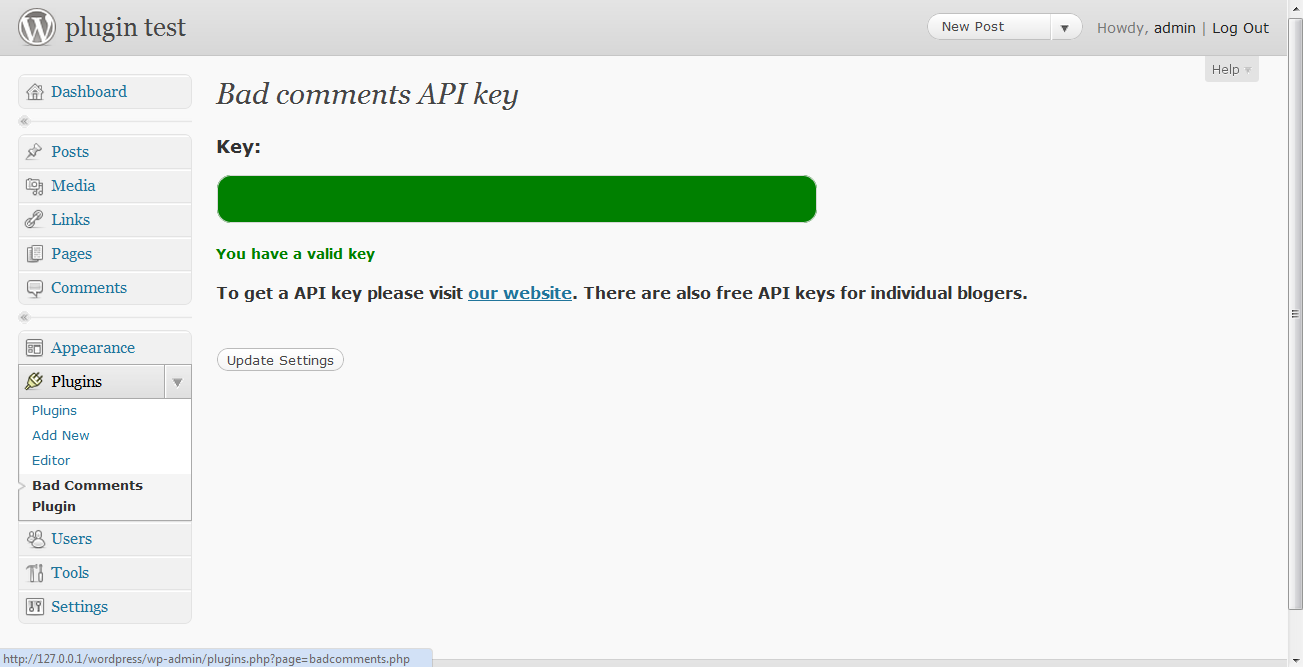 plugin test
New Post
Howdy, admin | Log Out
Help
Dashboard
Posts
Media
Links
Pages
Comments
Appearance
Plugins
Plugins
Add New
Editor
Bad Comments
Plugin
Users
Tools
Settings
Bad comments API key
Key:
You have a valid key
To get a API key please visit our website. There are also free API keys for individual blogers.
Update Settings
http://127.0.0.1/wordpress/wp-admin/plugins.php?page=badcomments.php